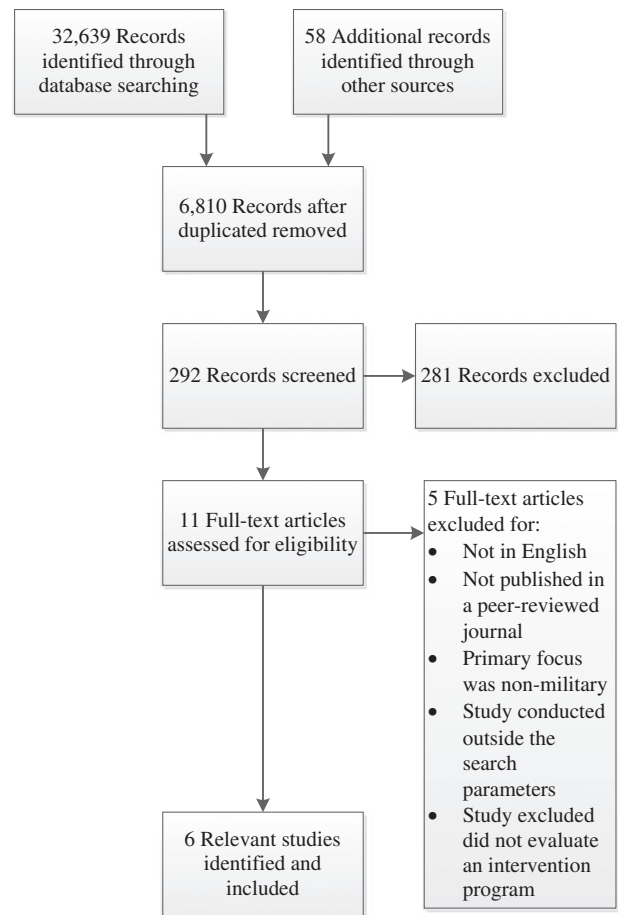 32,639 Records
identified through
database searching
58 Additional records
identified through
other sources
6,810 Records after
duplicated removed
292 Records screened
281 Records excluded
11 Full-text articles
assessed for eligibility
5 Full-text articles
excluded for:
• Not in English
• Not published in
a peer-reviewed
journal
• Primary focus
was non-military
• Study conducted
outside the
search
parameters
• Study excluded
did not evaluate
an intervention
program
6 Relevant studies
identified and
included